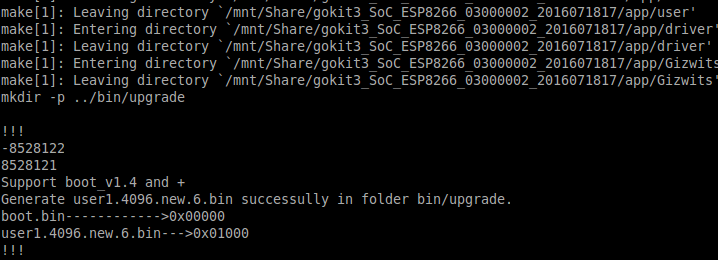 make[1]: Leaving directory `/mnt/Share/gokit3_SoC_ESP8266_03000002_2016071817/app/user'
make[1]: Entering directory `/mnt/Share/gokit3_SoC_ESP8266_03000002_2016071817/app/driver'
make[1]: Leaving directory `/mnt/Share/gokit3_SoC_ESP8266_03000002_2016071817/app/driver'
make[1]: Entering directory `/mnt/Share/gokit3_SoC_ESP8266_03000002_2016071817/app/Gizwits
make[1]: Leaving directory `/mnt/Share/gokit3_SoC_ESP8266_03000002_2016071817/app/Gizwits'
mkdir -p ../bin/upgrade
!!!
-8528122
8528121
Support boot_v1.4 and +
Generate user1.4096.new.6.bin successully in folder bin/upgrade.
boot.bin------------>0x00000
user1.4096.new.6.bin--->0x01000
!!!